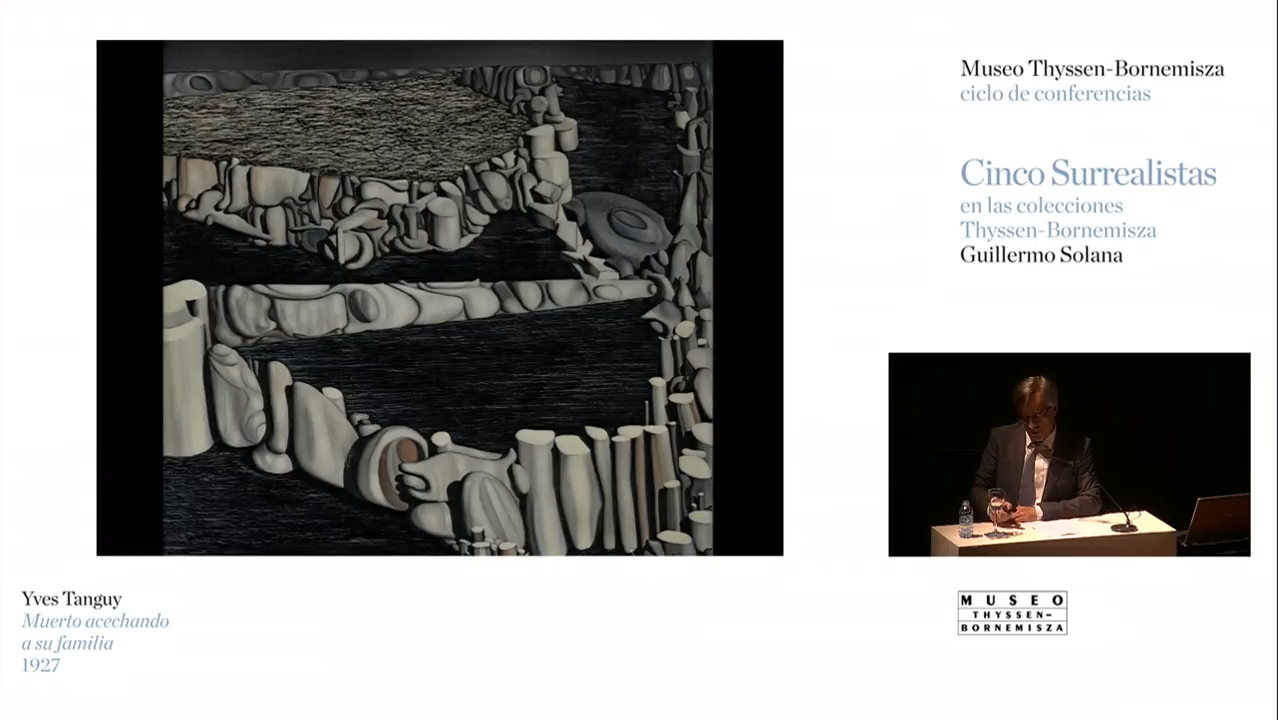 Museo Thyssen-Bornemisza
ciclo de conferencias
Cinco Surrealistas
en las colecciones
Thyssen-Bornemisza
Guillermo Solana
Yves Tanguy
Muerto acechando
a su familia
1927
MUSEO
THYSSEN-
BORNEMISZA